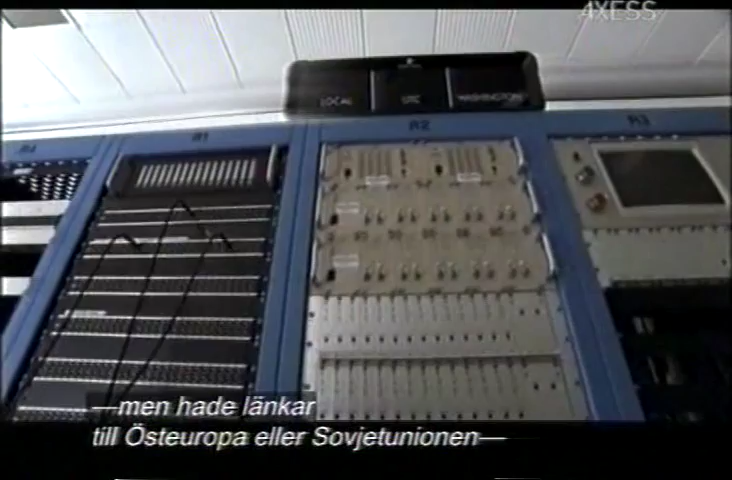 AXESS
LOCAL UTC WASHINGTON
R1 R2 R3
—men hade länkar
till Östeuropa eller Sovjetunionen—